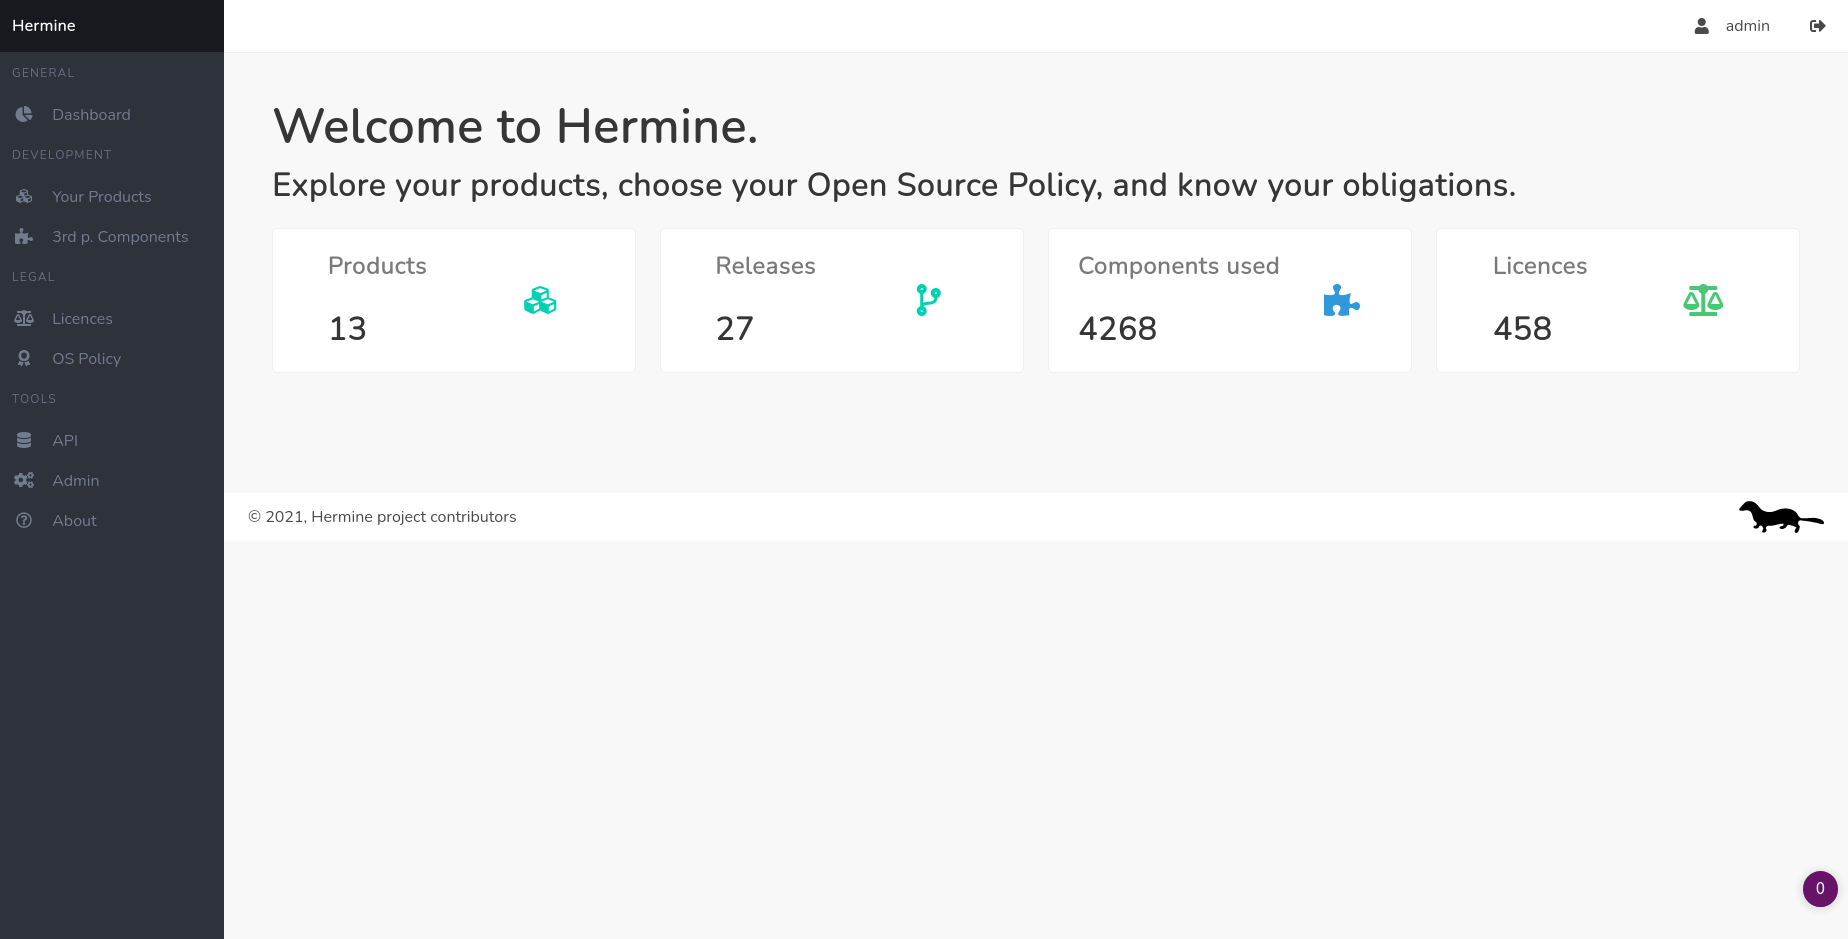 Hermine
admin
GENERAL
Dashboard
DEVELOPMENT
Your Products
3rd p. Components
LEGAL
Licences
OS Policy
TOOLS
API
Admin
About
Welcome to Hermine.
Explore your products, choose your Open Source Policy, and know your obligations.
Products
13
Releases
27
Components used
4268
Licences
458
© 2021, Hermine project contributors
0